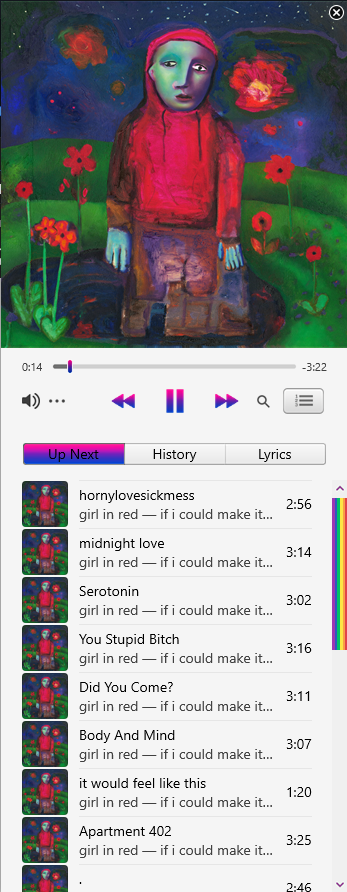 0:14
-3:22
Up Next
History
Lyrics
hornylovesickmess
2:56
girl in red — if i could make it...
midnight love
3:14
girl in red — if i could make it...
Serotonin
3:02
girl in red — if i could make it...
You Stupid Bitch
3:16
girl in red — if i could make it...
Did You Come?
3:11
girl in red — if i could make it...
Body And Mind
3:07
girl in red — if i could make it...
it would feel like this
1:20
girl in red — if i could make it...
Apartment 402
3:25
girl in red — if i could make it...
.
2:46